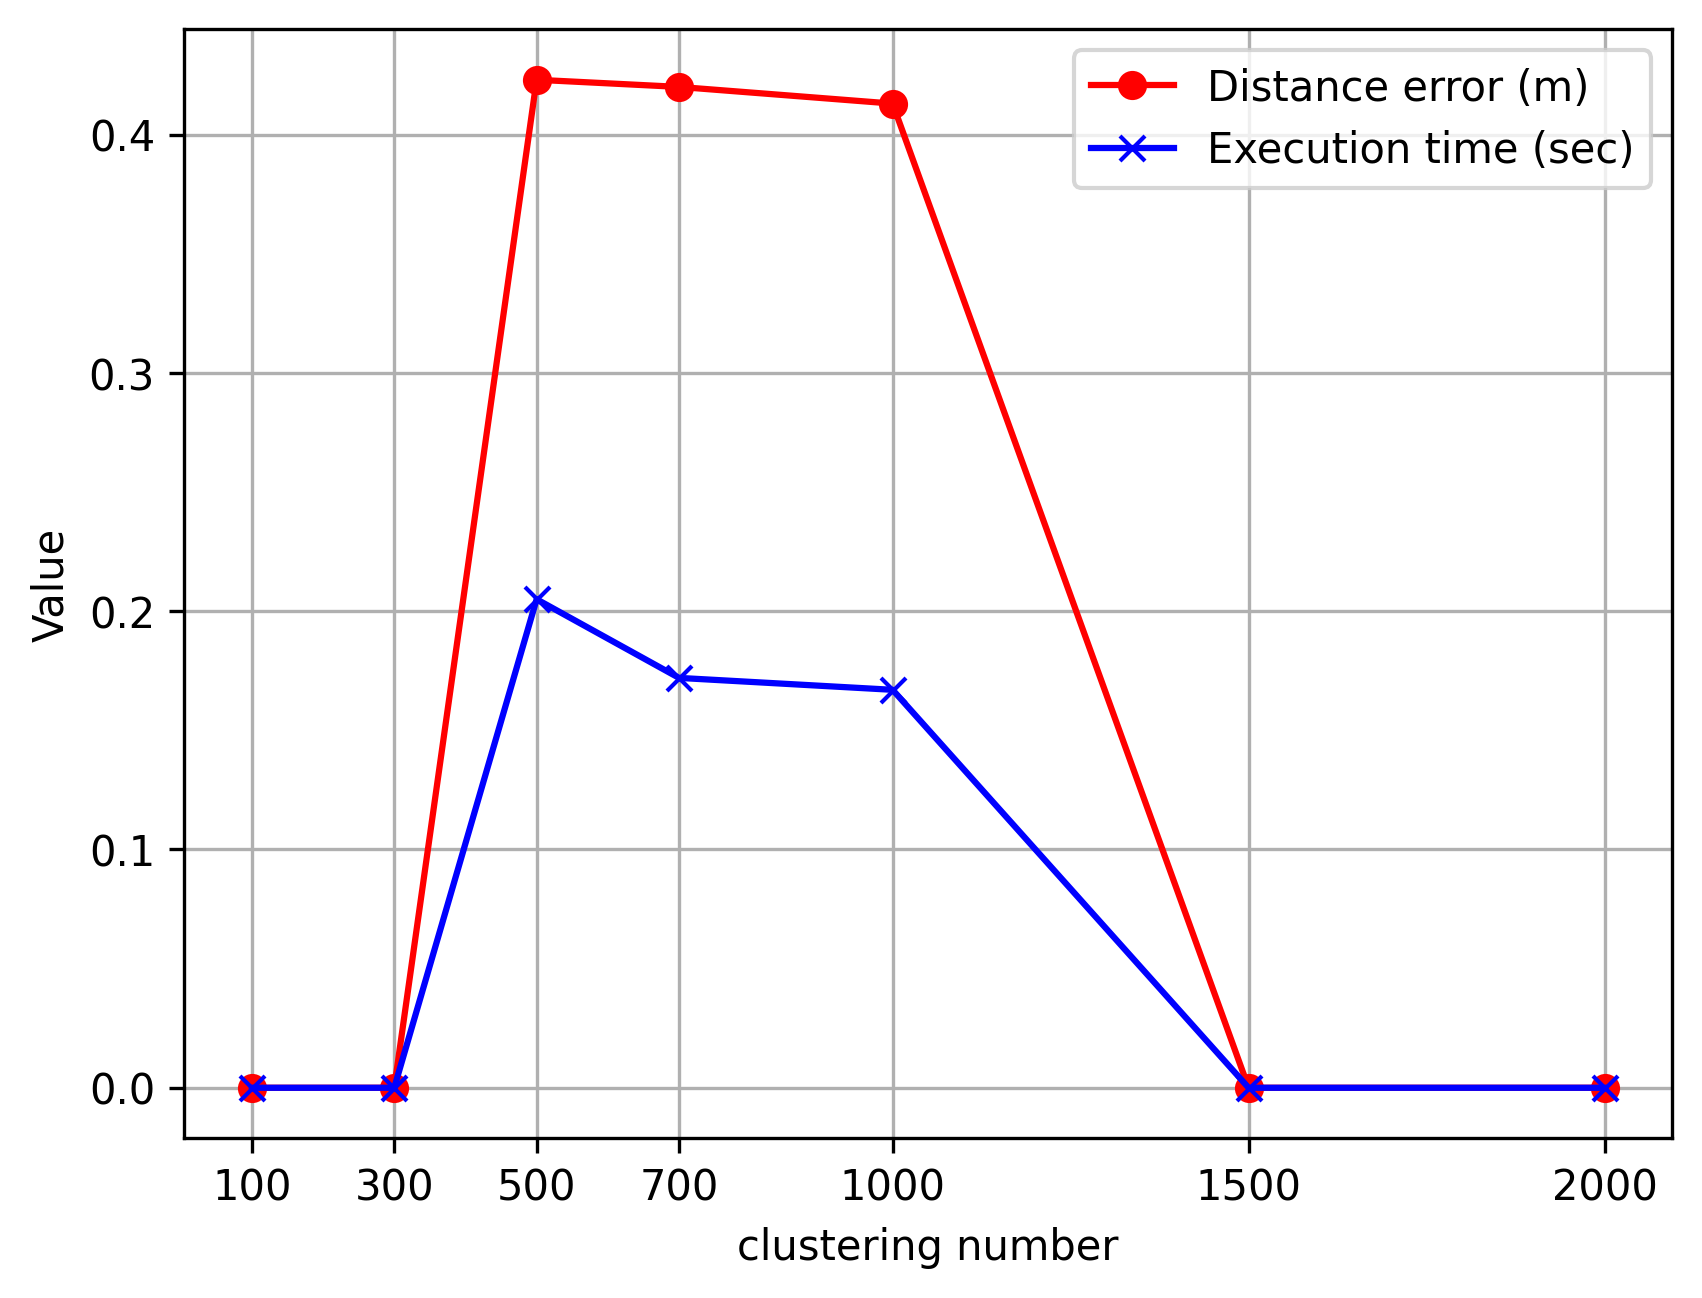 Distance error (m)
Execution time (sec)
0.4
0.3
0.2
0.1
0.0
Value
100 300 500 700 1000 1500 2000
clustering number